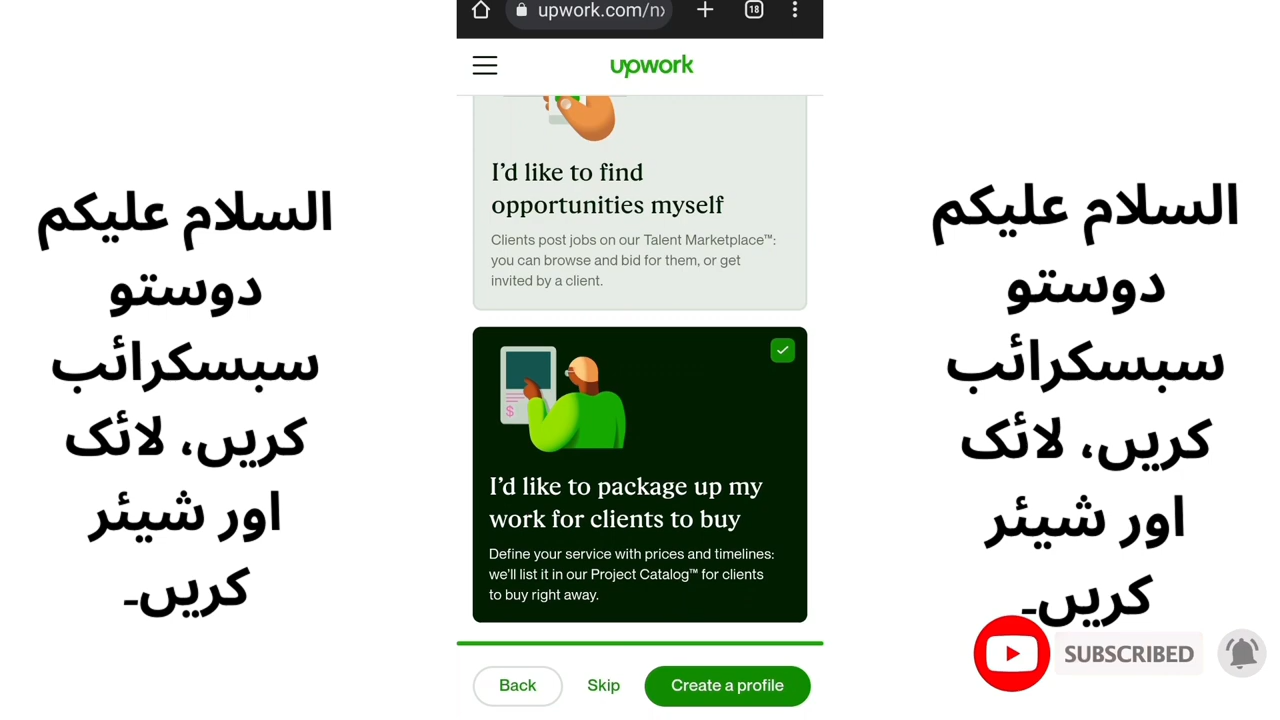 السلام علیکم
دوستو
سبسکرائب
کریں، لائک
اور شیئر
کریں۔
upwork.com/nx
18
upwork
I’d like to find
opportunities myself
Clients post jobs on our Talent Marketplace™:
you can browse and bid for them, or get
invited by a client.
$
I’d like to package up my
work for clients to buy
Define your service with prices and timelines:
we’ll list it in our Project Catalog™ for clients
to buy right away.
Back
Skip
Create a profile
السلام علیکم
دوستو
سبسکرائب
کریں، لائک
اور شیئر
کریں۔
SUBSCRIBED